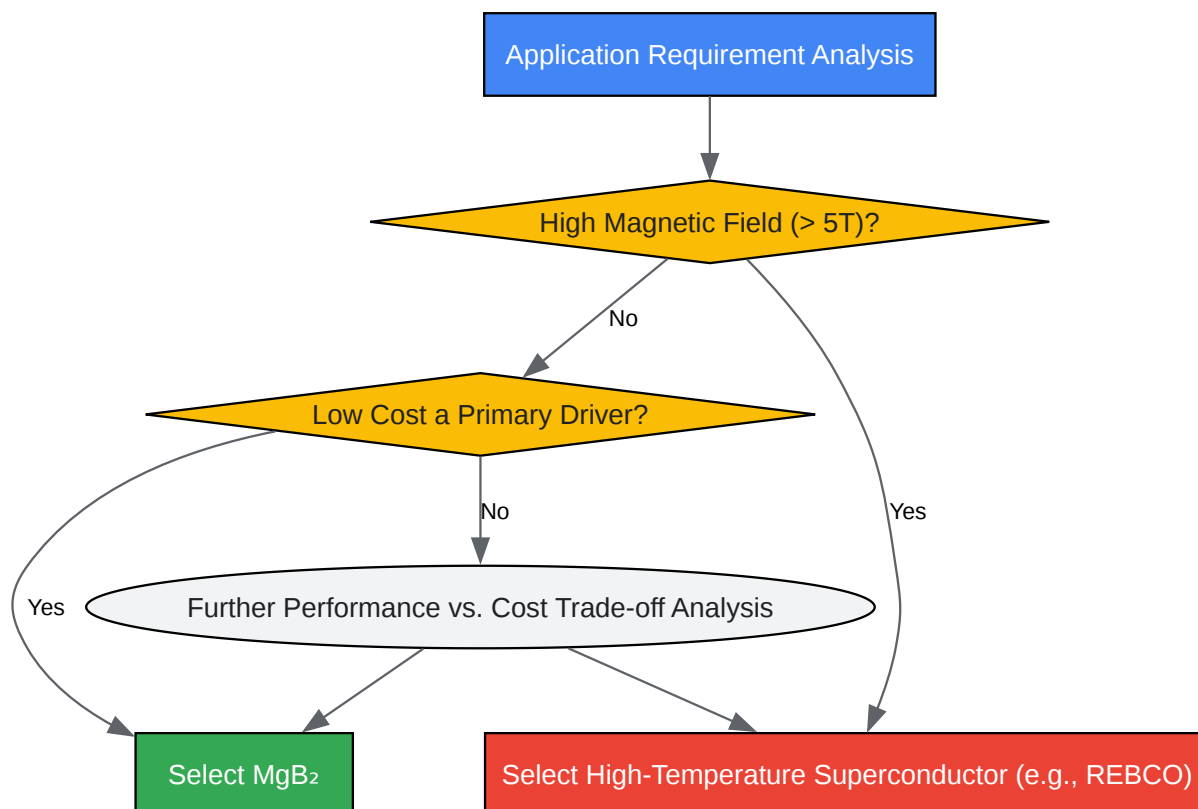 Application Requirement Analysis
High Magnetic Field (> 5T)?
No
Low Cost a Primary Driver?
No
Yes
Yes
Further Performance vs. Cost Trade-off Analysis
Select MgB₂
Select High-Temperature Superconductor (e.g., REBCO)